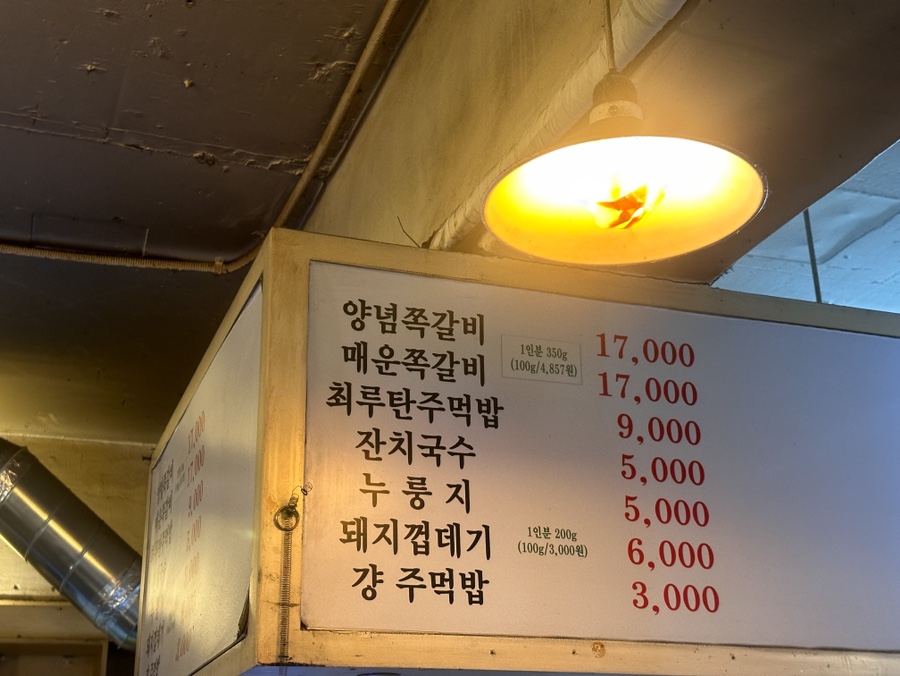 양념쪽갈비 17,000
매운쪽갈비 17,000
1인분 350g
(100g/4,857원)
최루탄주먹밥 9,000
잔치국수 5,000
누룽지 5,000
돼지껍데기 6,000
1인분 200g
(100g/3,000원)
걍 주먹밥 3,000